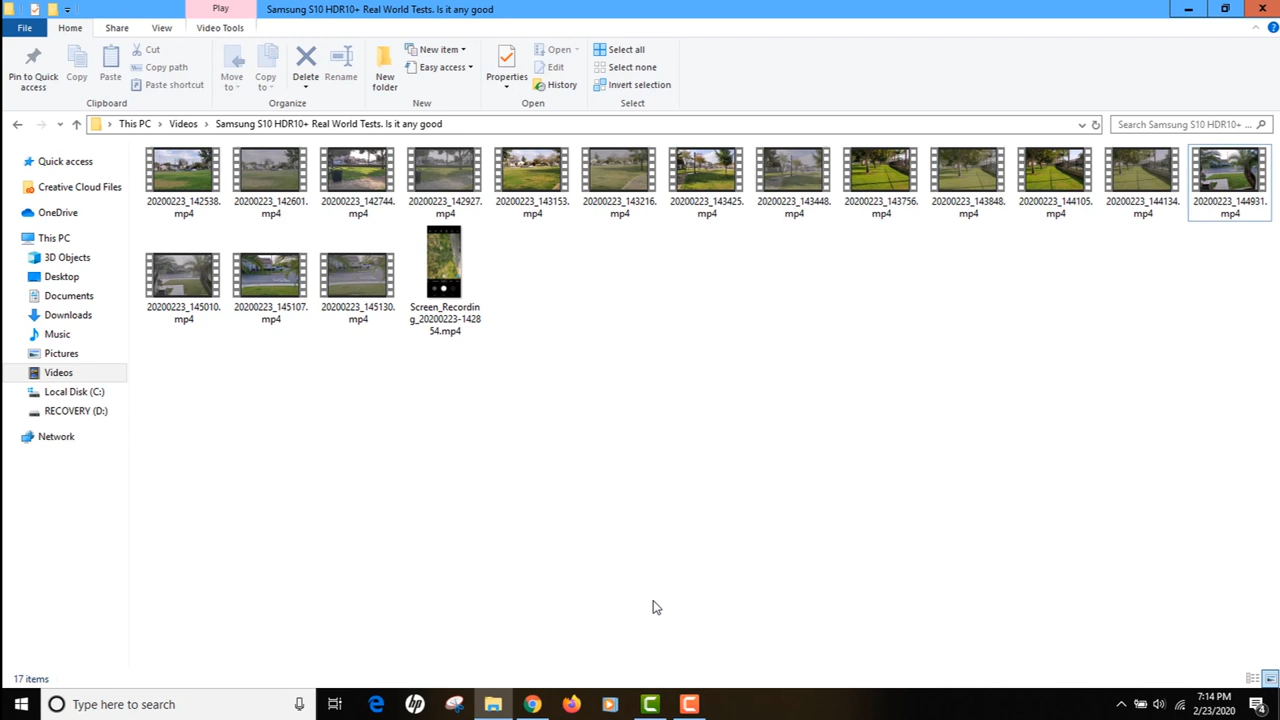 Play
Samsung S10 HDR10+ Real World Tests. Is it any good
File
Home
Share
View
Video Tools
Pin to Quick
access
Copy
Paste
Cut
Copy path
Paste shortcut
Clipboard
Move
to
Copy
to
Delete
Rename
Organize
New
folder
New item
Easy access
New
Properties
Open
Edit
History
Open
Select all
Select none
Invert selection
Select
This PC
Videos
Samsung S10 HDR10+ Real World Tests. Is it any good
Search Samsung S10 HDR10+ ...
Quick access
Creative Cloud Files
OneDrive
This PC
3D Objects
Desktop
Documents
Downloads
Music
Pictures
Videos
Local Disk (C:)
RECOVERY (D:)
Network
20200223_142538.
mp4
20200223_142601.
mp4
20200223_142744.
mp4
20200223_142927.
mp4
20200223_143153.
mp4
20200223_143216.
mp4
20200223_143425.
mp4
20200223_143448.
mp4
20200223_143756.
mp4
20200223_143848.
mp4
20200223_144105.
mp4
20200223_144134.
mp4
20200223_144931.
mp4
20200223_145010.
mp4
20200223_145107.
mp4
20200223_145130.
mp4
Screen_Recordin
g_20200223-1428
54.mp4
17 items
Type here to search
7:14 PM
2/23/2020
4